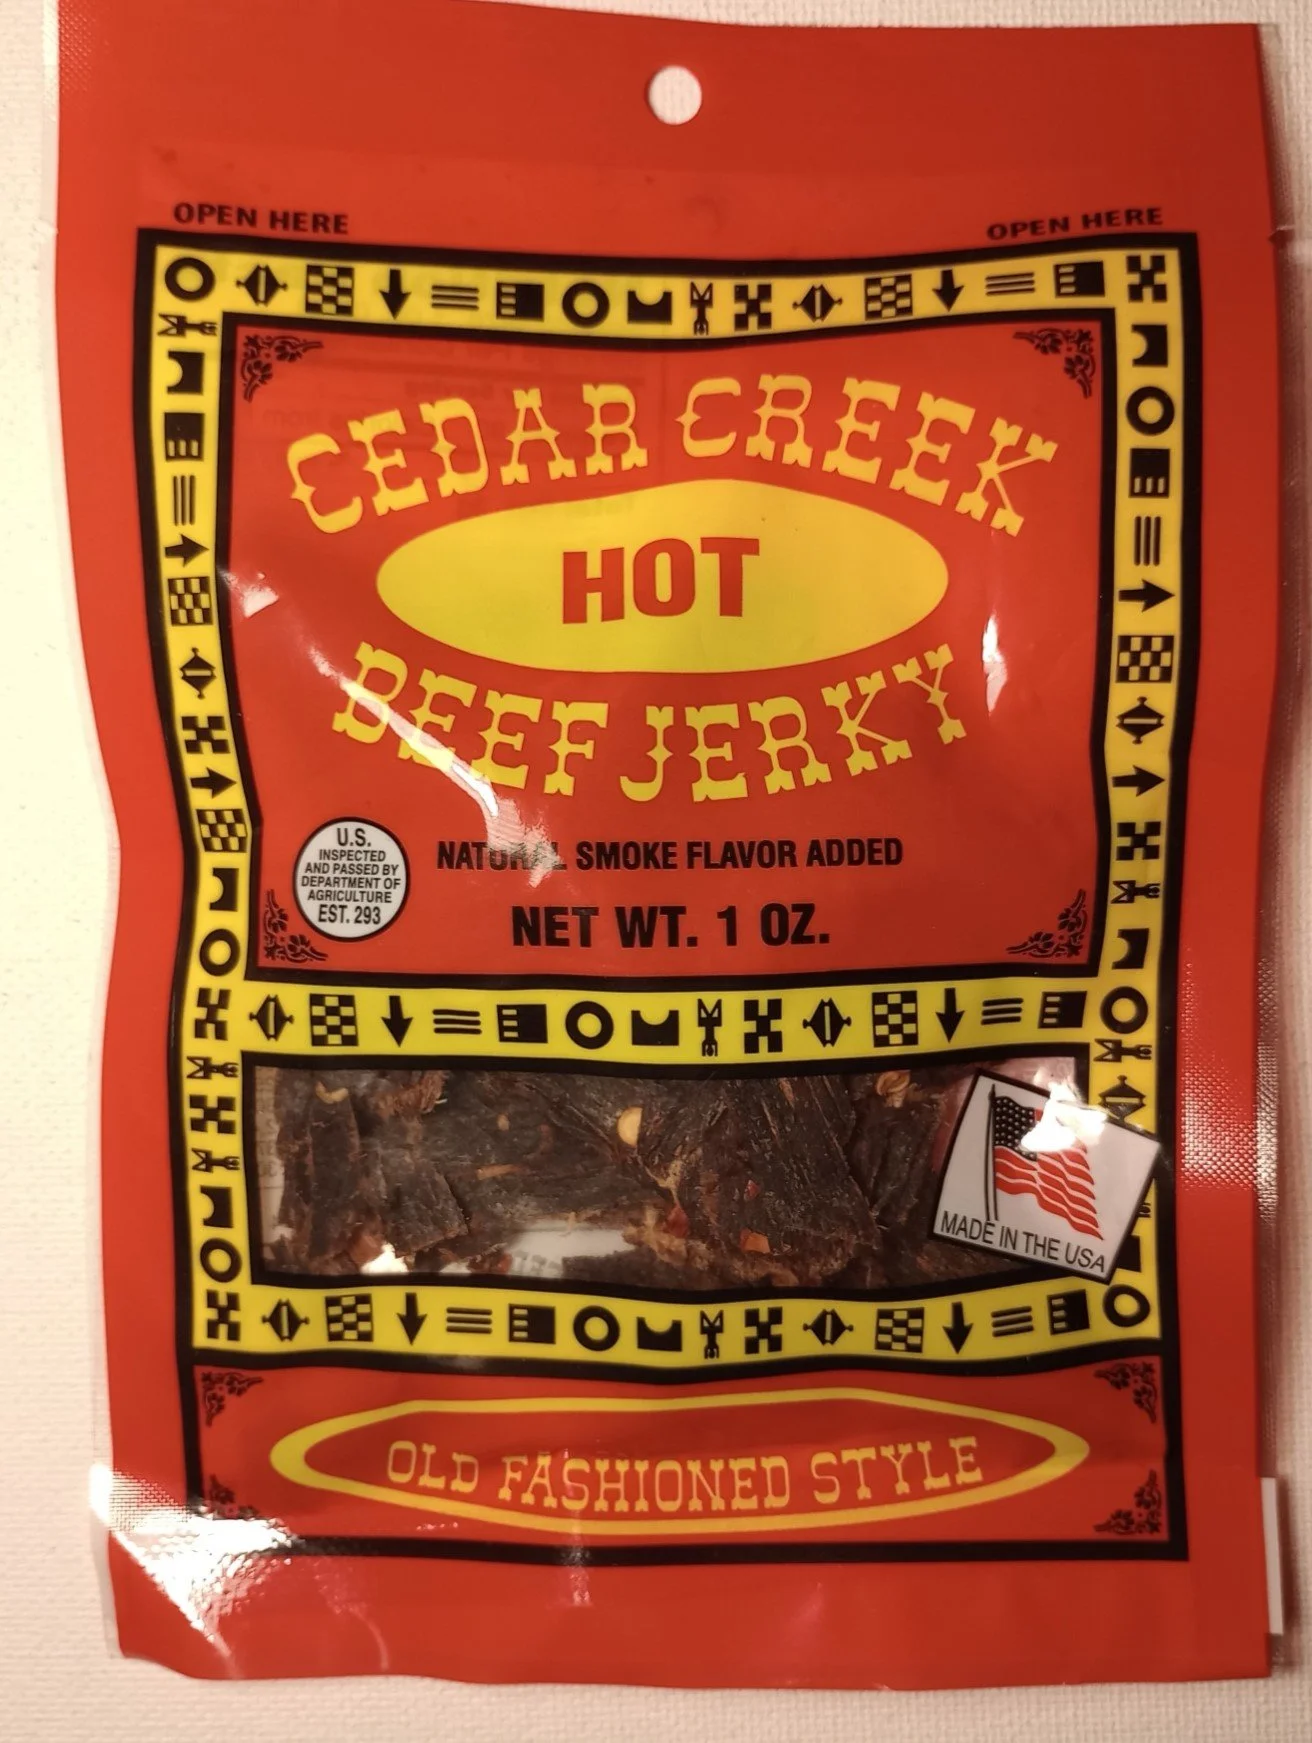 OPEN HERE
OPEN HERE
CEDAR CREEK
HOT
BEEF JERKY
U.S.
INSPECTED
AND PASSED BY
DEPARTMENT OF
AGRICULTURE
EST. 293
NATURAL SMOKE FLAVOR ADDED
NET WT. 1 OZ.
MADE IN THE USA
OLD FASHIONED STYLE